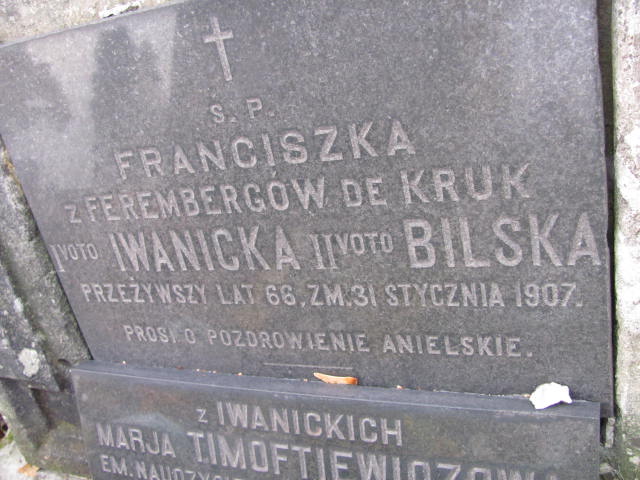 Ś. P.
FRANCISZKA
Z FEREMBERGÓW DE KRUK
I VOTO IWANICKA II VOTO BILSKA
PRZEŻYWSZY LAT 66, ZM. 31 STYCZNIA 1907.
PROSI O POZDROWIENIE ANIELSKIE.
Z IWANICKICH
MARJA TIMOFTIEWICZOWA
EM.